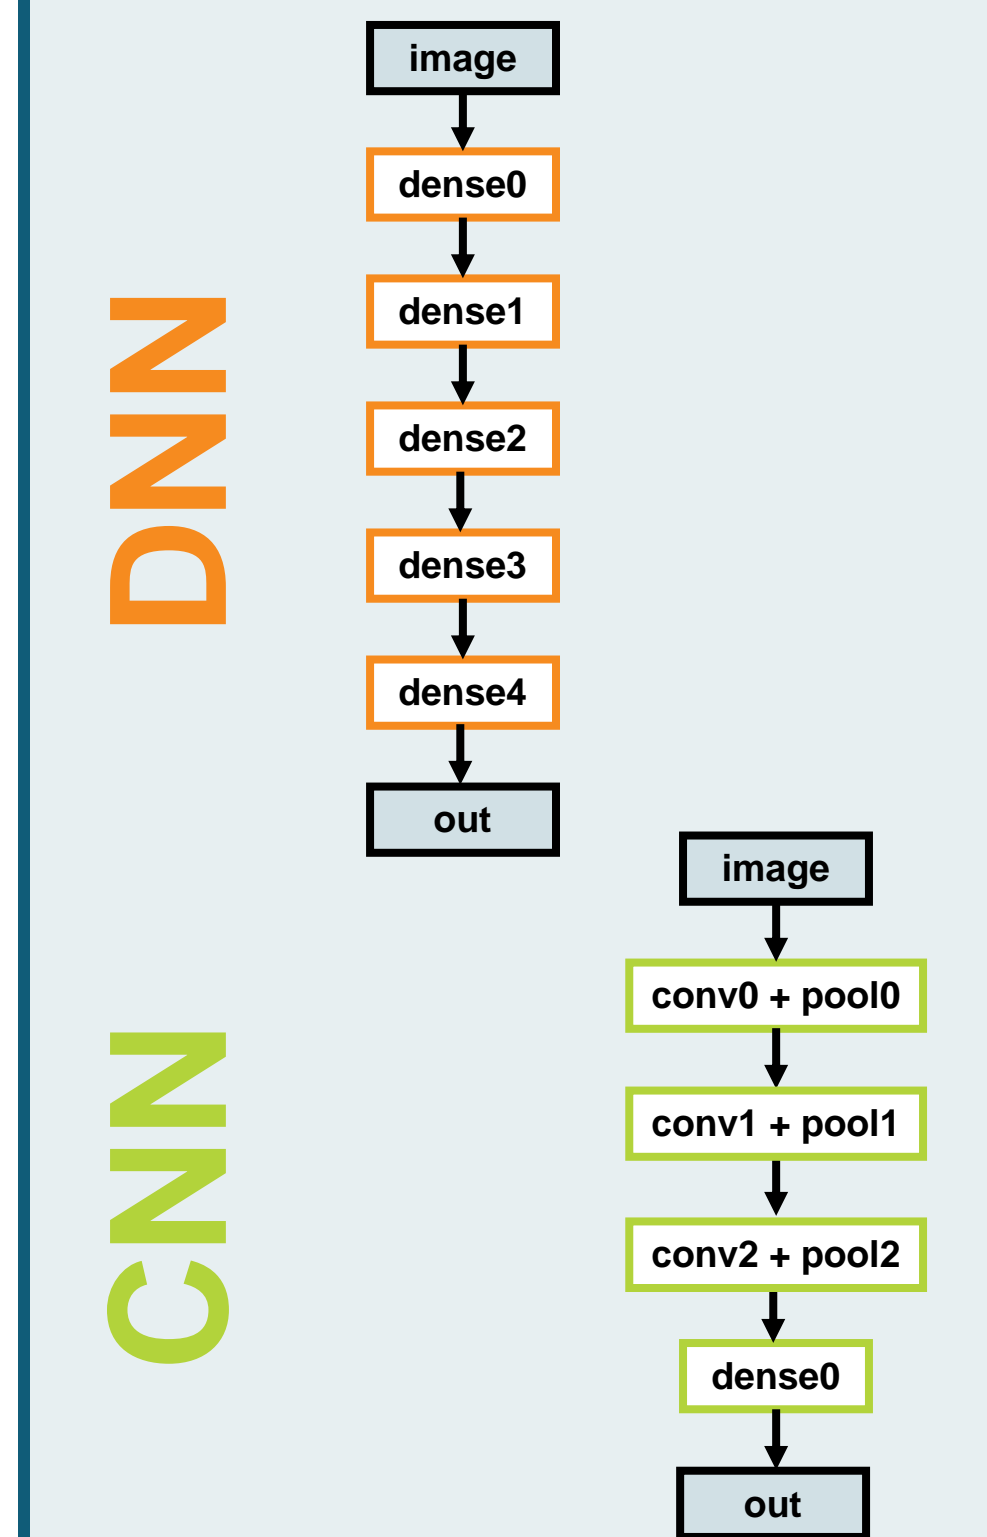 DNN
image
dense0
dense1
dense2
dense3
dense4
out
CNN
image
conv0 + pool0
conv1 + pool1
conv2 + pool2
dense0
out